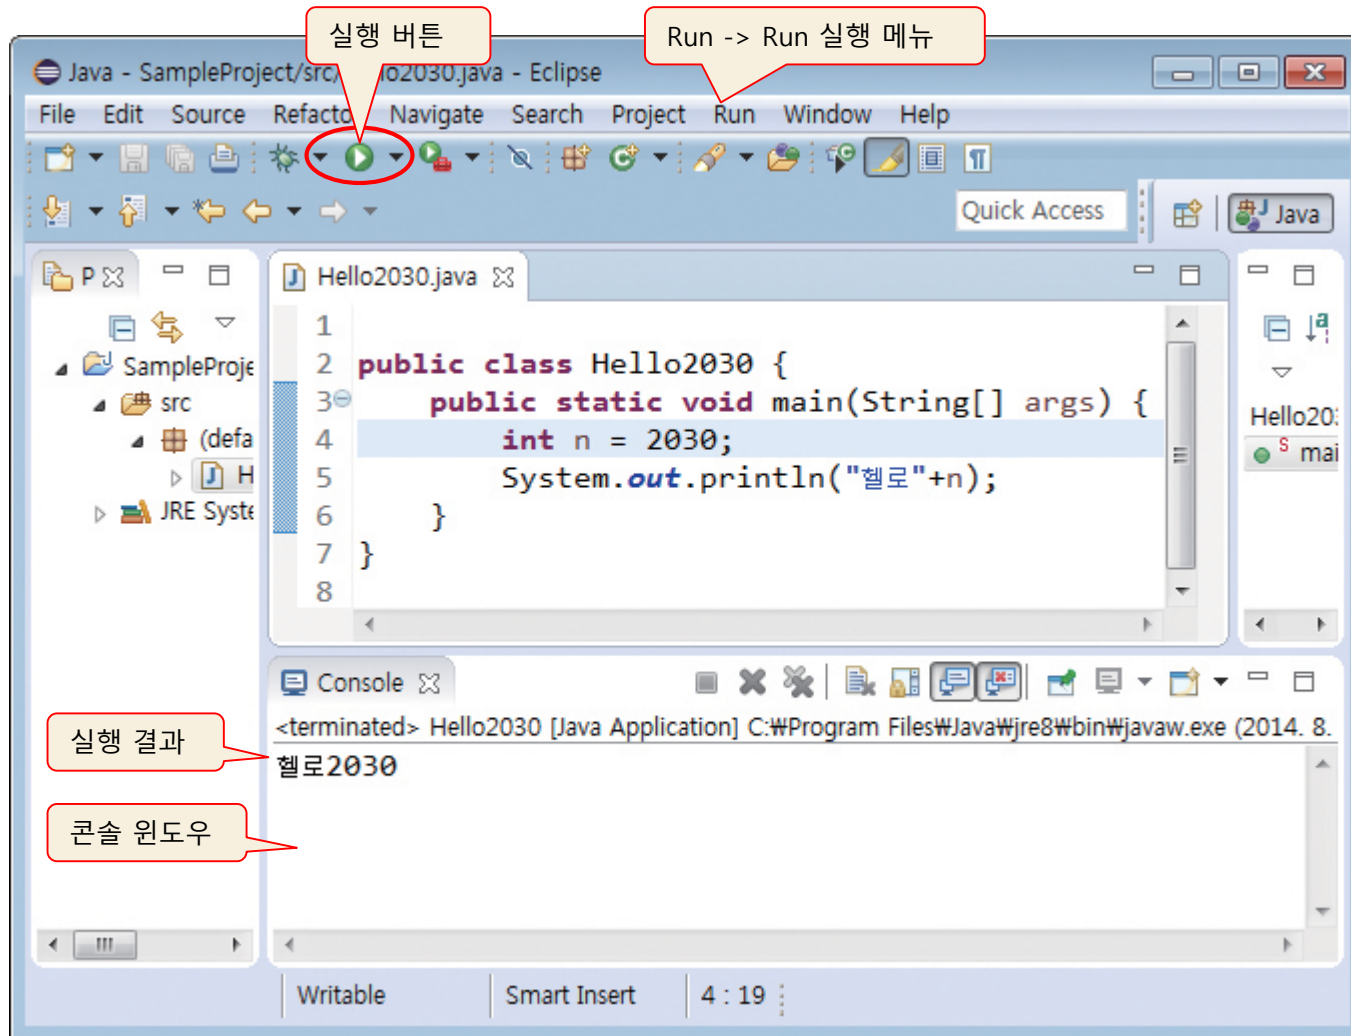 실행 버튼
Run -> Run 실행 메뉴
Java - SampleProject/src/ Hello2030.java - Eclipse
File Edit Source Refacto Navigate Search Project Run Window Help
Quick Access
Java
P
Hello2030.java
SampleProje
src
(defa
H
JRE Syste
1
2 public class Hello2030 {
3 public static void main(String[] args) {
4 int n = 2030;
5 System.out.println("헬로"+n);
6 }
7 }
8
Hello20
S mai
Console
<terminated> Hello2030 [Java Application] C:₩Program Files₩Java₩jre8₩bin₩javaw.exe (2014. 8.
실행 결과
헬로2030
콘솔 윈도우
Writable Smart Insert 4 : 19